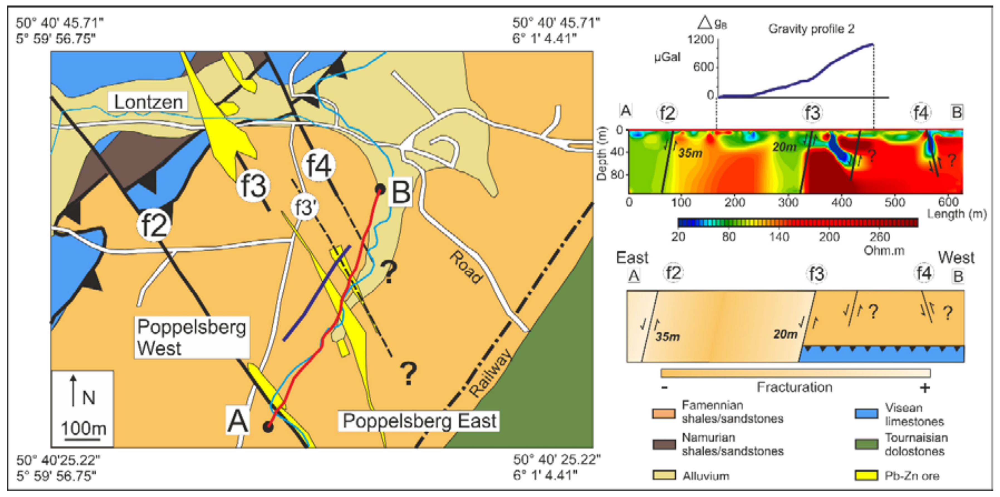 50° 40' 45.71"
5° 59' 56.75"
50° 40' 45.71"
6° 1' 4.41"
Lontzen
f4
f3
B
f3'
f2
?
Road
Poppelsberg
West
?
Railway
N
100m
A
Poppelsberg East
50° 40'25.22"
5° 59' 56.75"
50° 40' 25.22"
6° 1' 4.41"
△ gB
Gravity profile 2
1200
µGal
600
0
A f2 f3 f4 B
Depth (m)
0
40
80
35m
20m
?
?
0 100 200 300 400 500 600
Length (m)
20 80 140 200 260
Ohm.m
East West
A f2 f3 f4 B
35m
20m
?
?
- Fracturation +
Famennian
shales/sandstones
Visean
limestones
Namurian
shales/sandstones
Tournaisian
dolostones
Alluvium
Pb-Zn ore